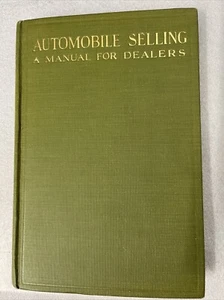 AUTOMOBILE SELLING
A MANUAL FOR DEALERS